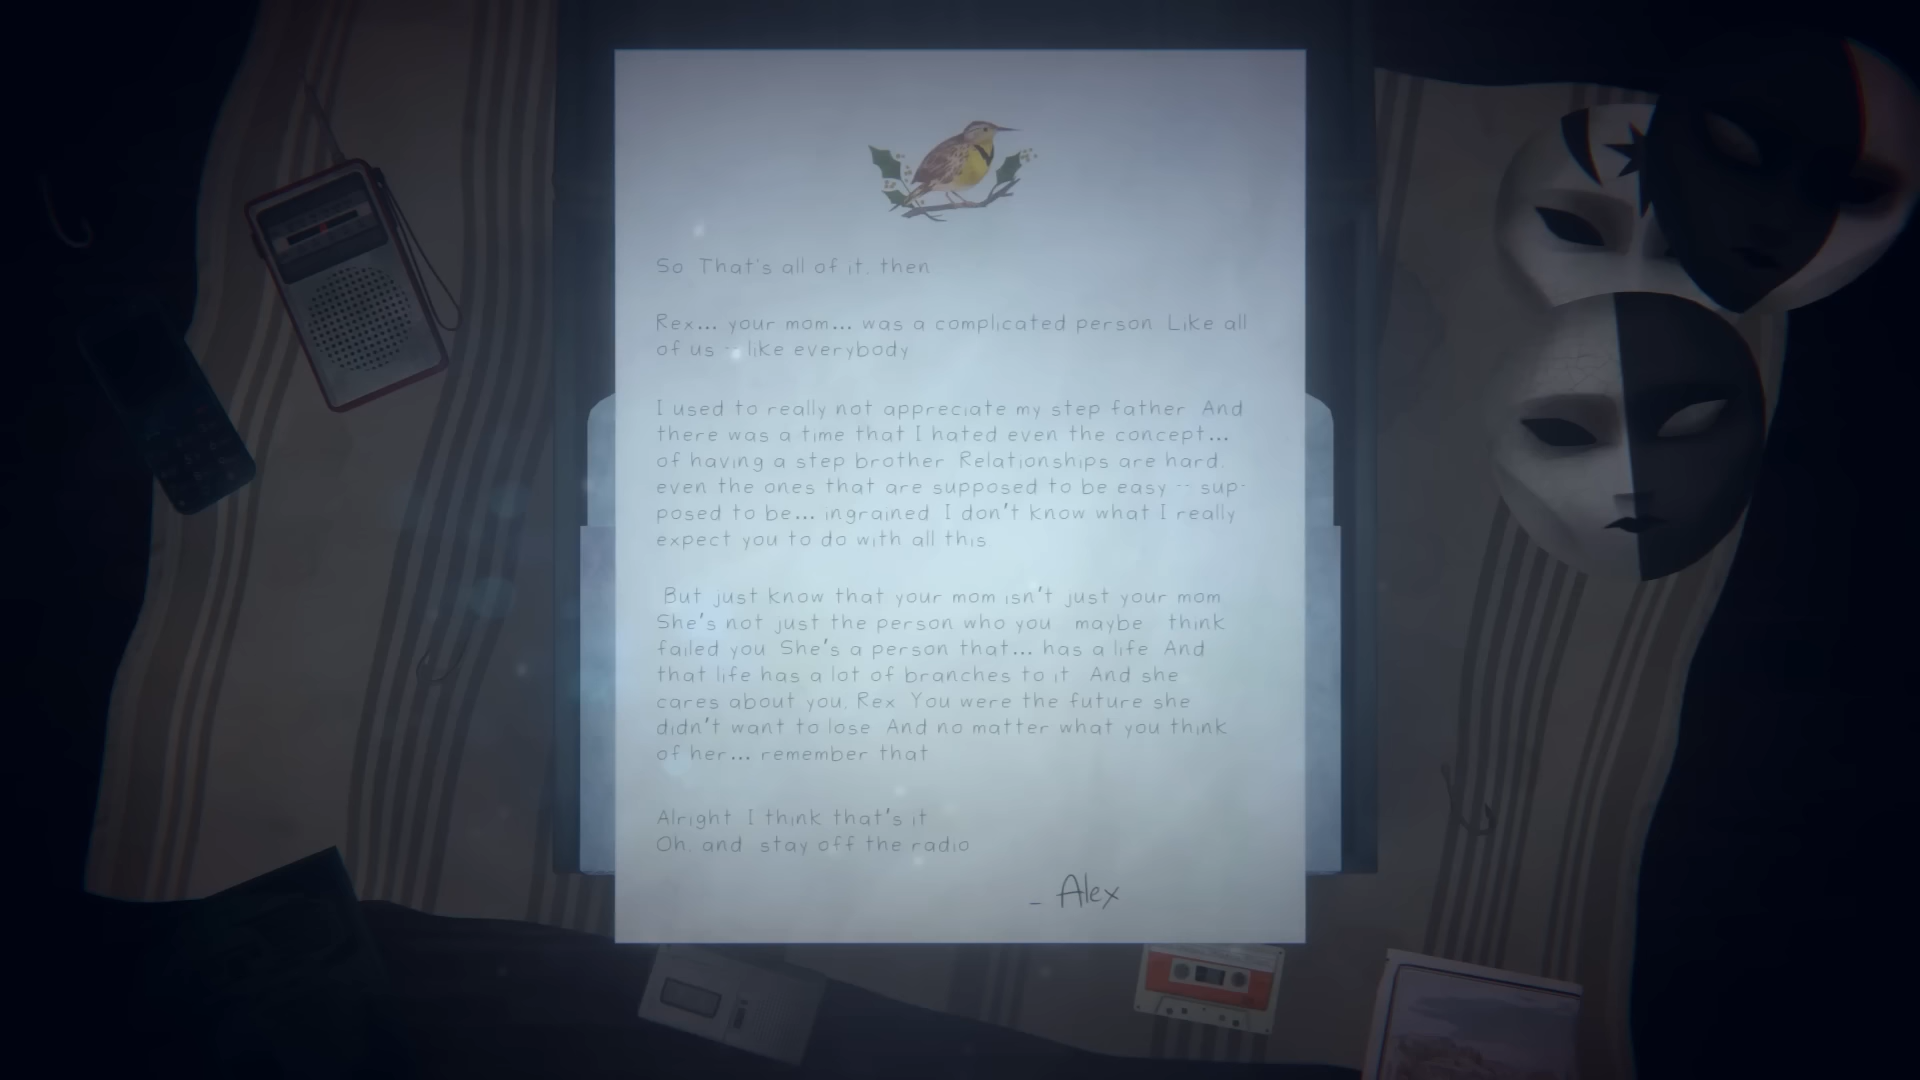 So That's all of it, then
Rex... your mom... was a complicated person Like all
of us -- like everybody
I used to really not appreciate my step father And
there was a time that I hated even the concept...
of having a step brother Relationships are hard,
even the ones that are supposed to be easy -- sup-
posed to be... ingrained I don't know what I really
expect you to do with all this
But just know that your mom isn't just your mom
She's not just the person who you maybe think
failed you She's a person that... has a life And
that life has a lot of branches to it And she
cares about you, Rex You were the future she
didn't want to lose And no matter what you think
of her... remember that
Alright I think that's it
Oh, and stay off the radio
- Alex